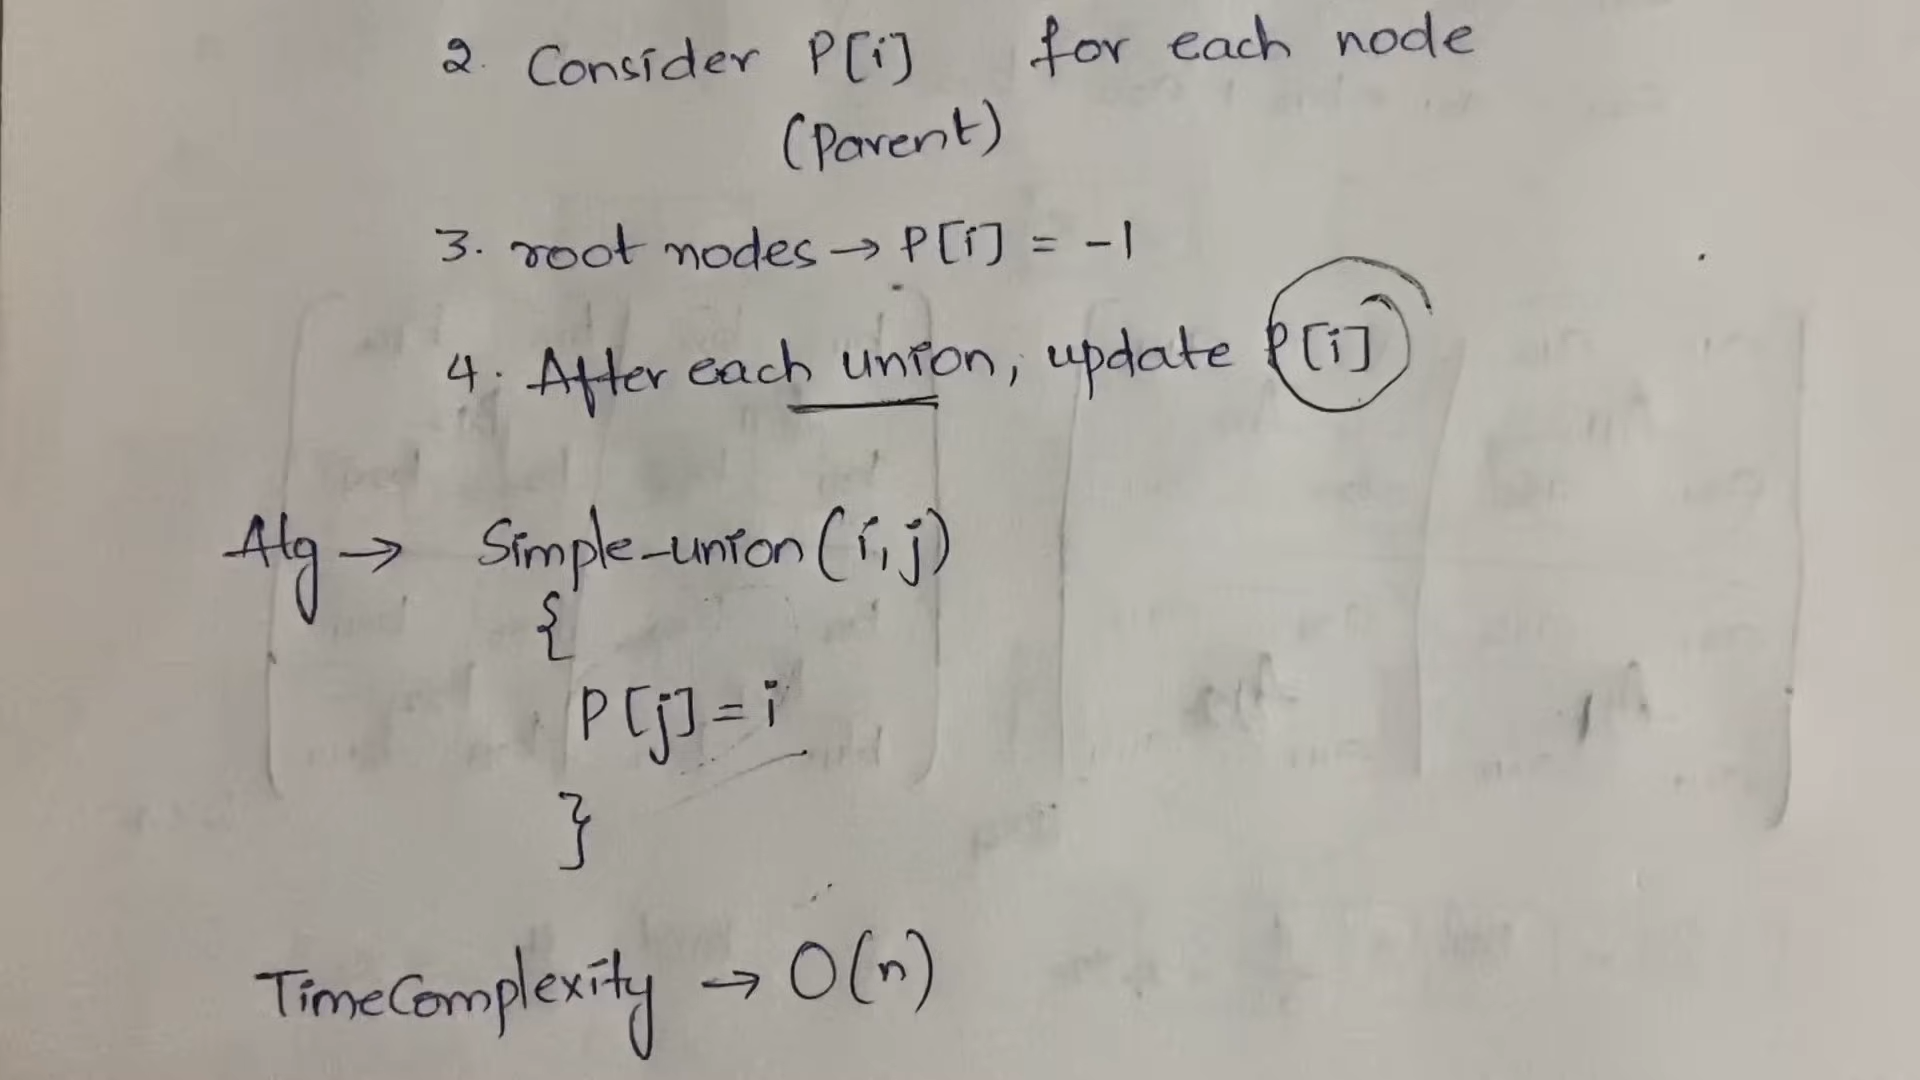 2. Consider P[i] for each node
(Parent)
3. root nodes → P[i] = -1
4. After each union, update P[i]
Alg → Simple-union(i,j)
{
P[j] = i
}
TimeComplexity → O(n)